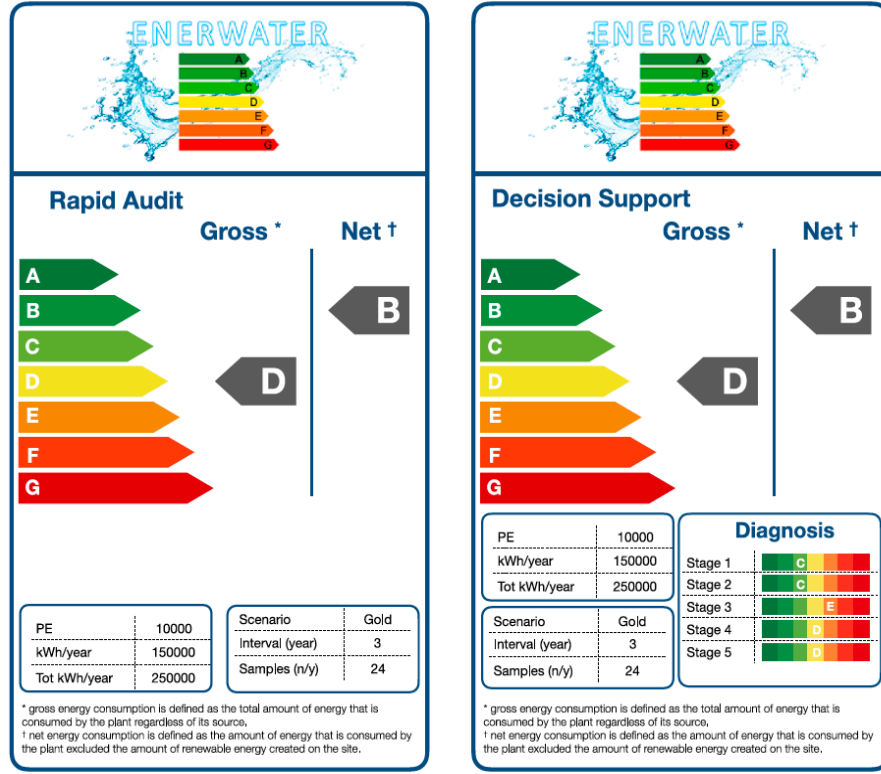 ENERWATER
A
B
C
D
E
F
G
Rapid Audit
Gross *
Net †
A
B
C
D
E
F
G
B
D
PE 10000
kWh/year 150000
Tot kWh/year 250000
Scenario Gold
Interval (year) 3
Samples (n/y) 24
* gross energy consumption is defined as the total amount of energy that is
consumed by the plant regardless of its source,
† net energy consumption is defined as the amount of energy that is consumed by
the plant excluded the amount of renewable energy created on the site.
ENERWATER
A
B
C
D
E
F
G
Decision Support
Gross *
Net †
A
B
C
D
E
F
G
B
D
PE 10000
kWh/year 150000
Tot kWh/year 250000
Scenario Gold
Interval (year) 3
Samples (n/y) 24
Diagnosis
Stage 1 C
Stage 2 C
Stage 3 E
Stage 4 D
Stage 5 D
* gross energy consumption is defined as the total amount of energy that is
consumed by the plant regardless of its source,
† net energy consumption is defined as the amount of energy that is consumed by
the plant excluded the amount of renewable energy created on the site.